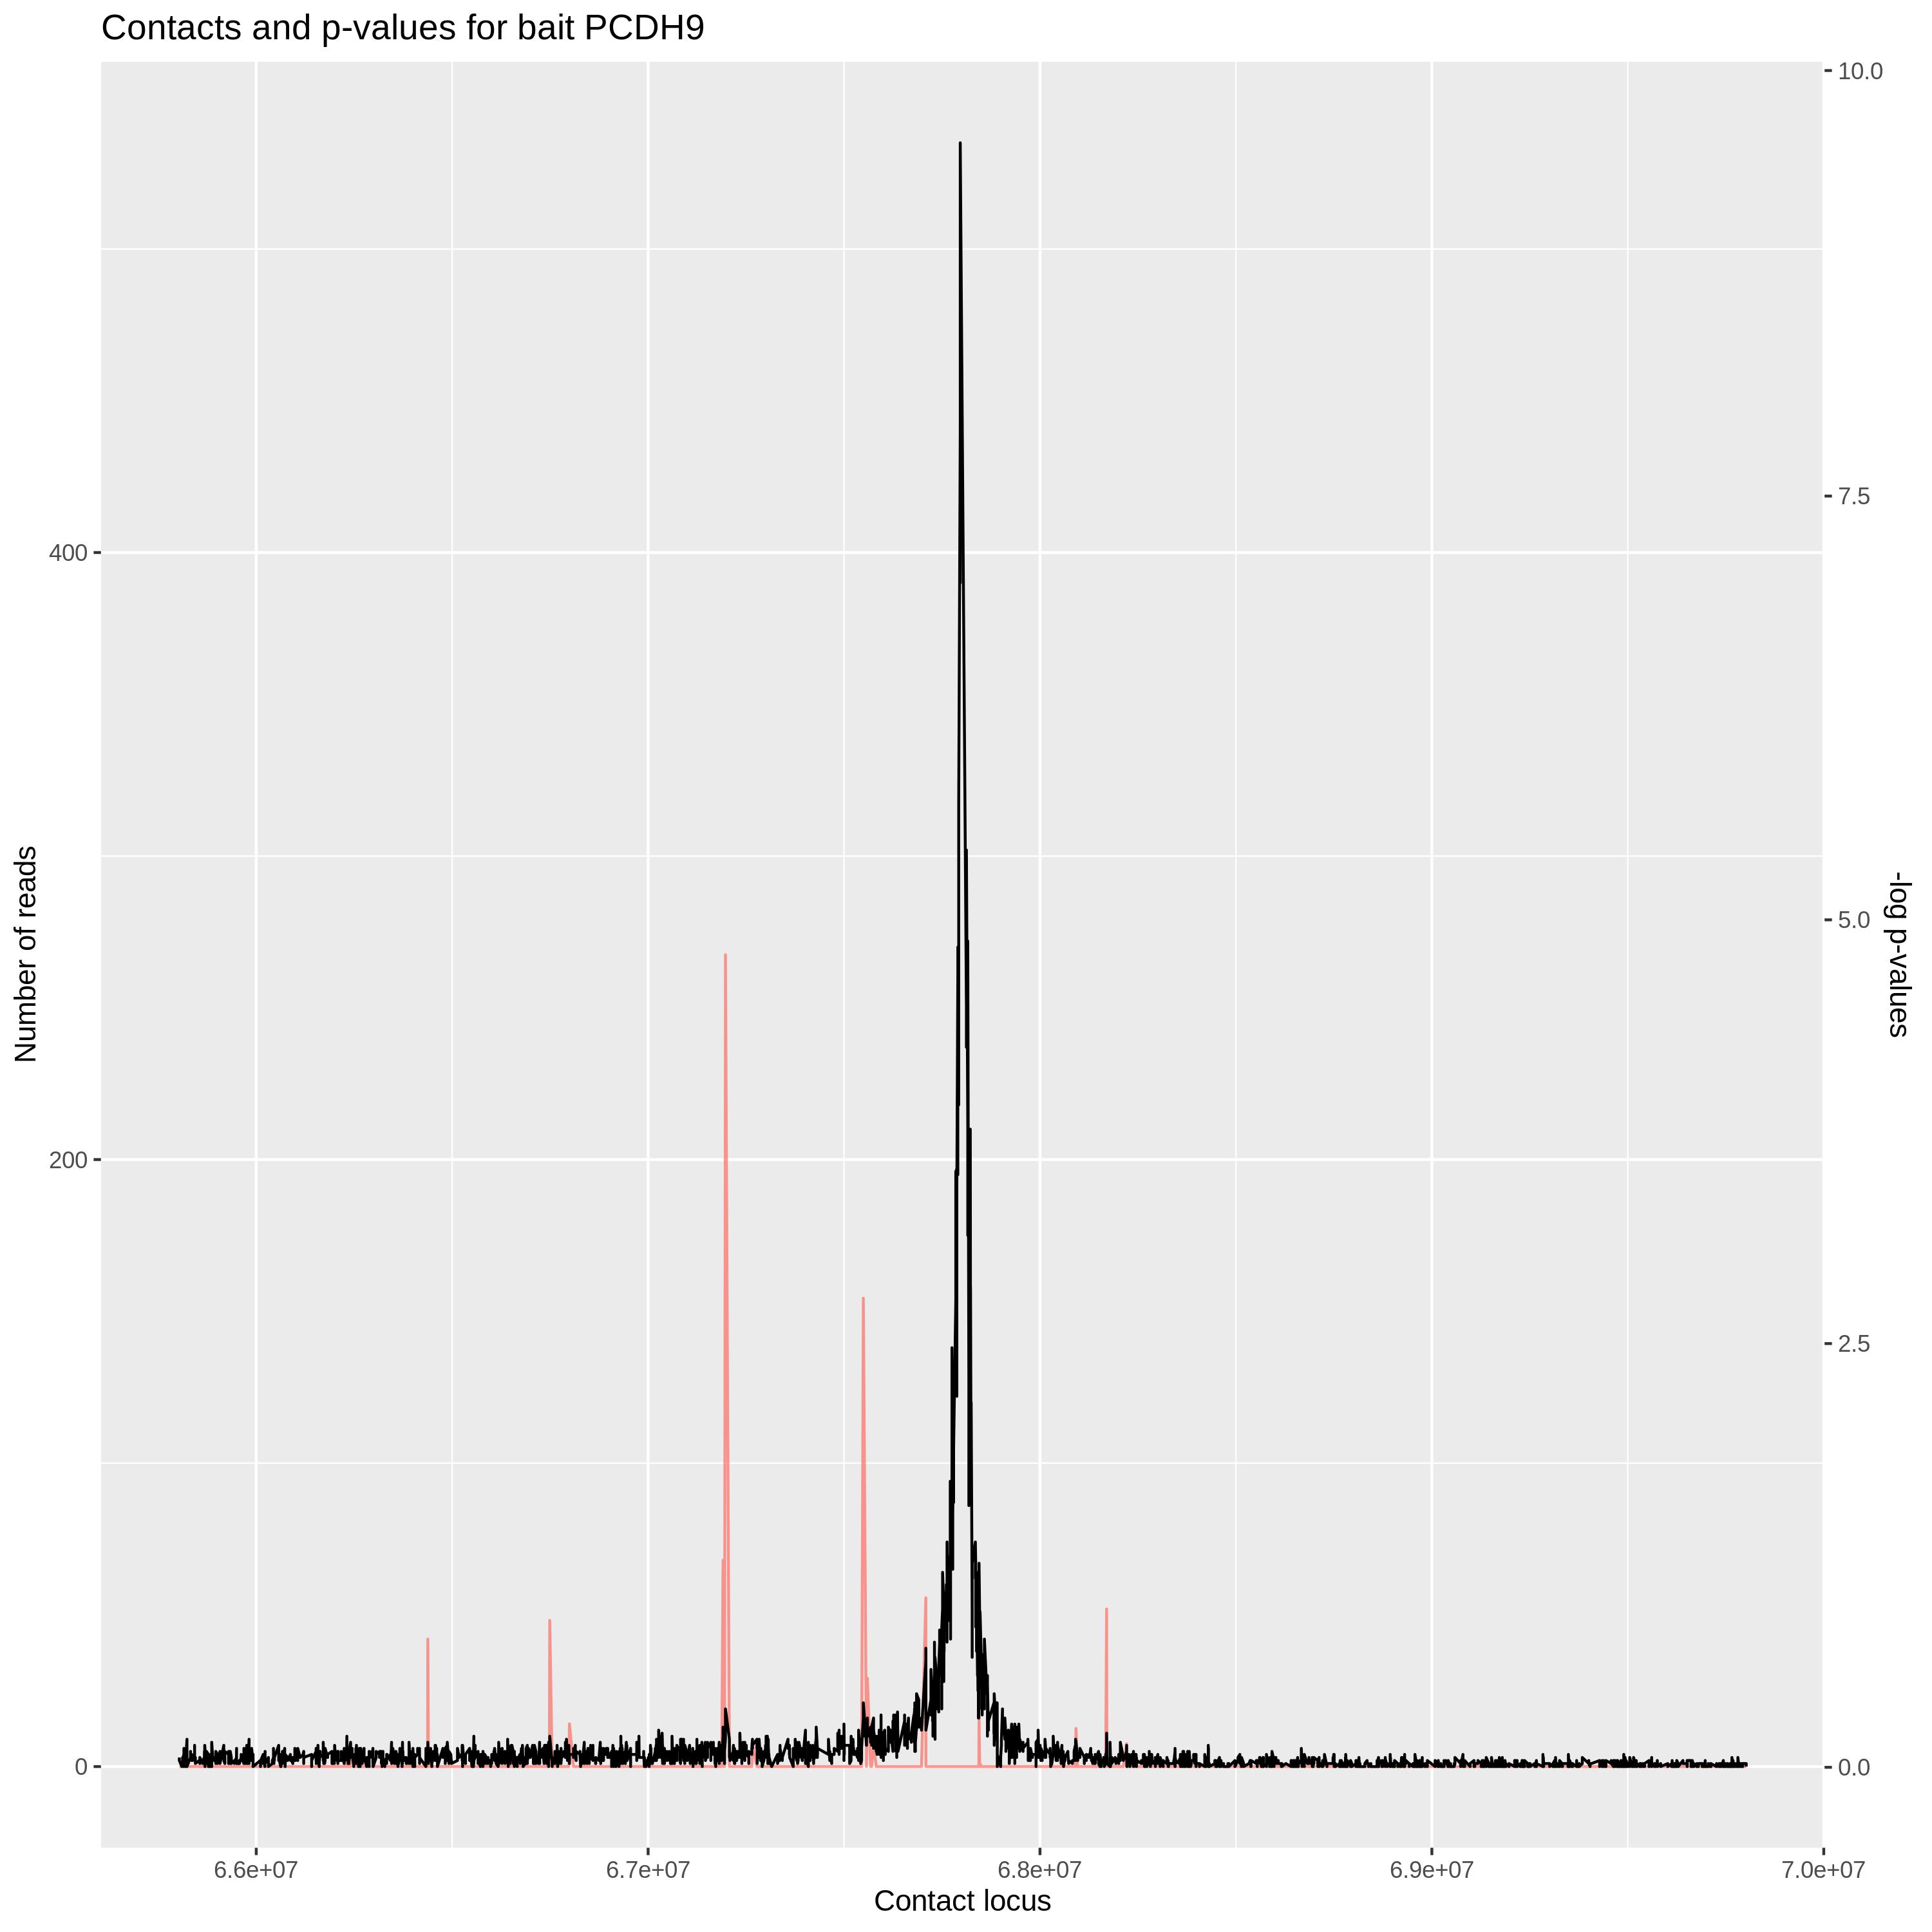 Contacts and p-values for bait PCDH9
10.0
7.5
400
5.0
Number of reads
-log p-values
200
2.5
0
0.0
6.6e+07
6.7e+07
6.8e+07
6.9e+07
7.0e+07
Contact locus